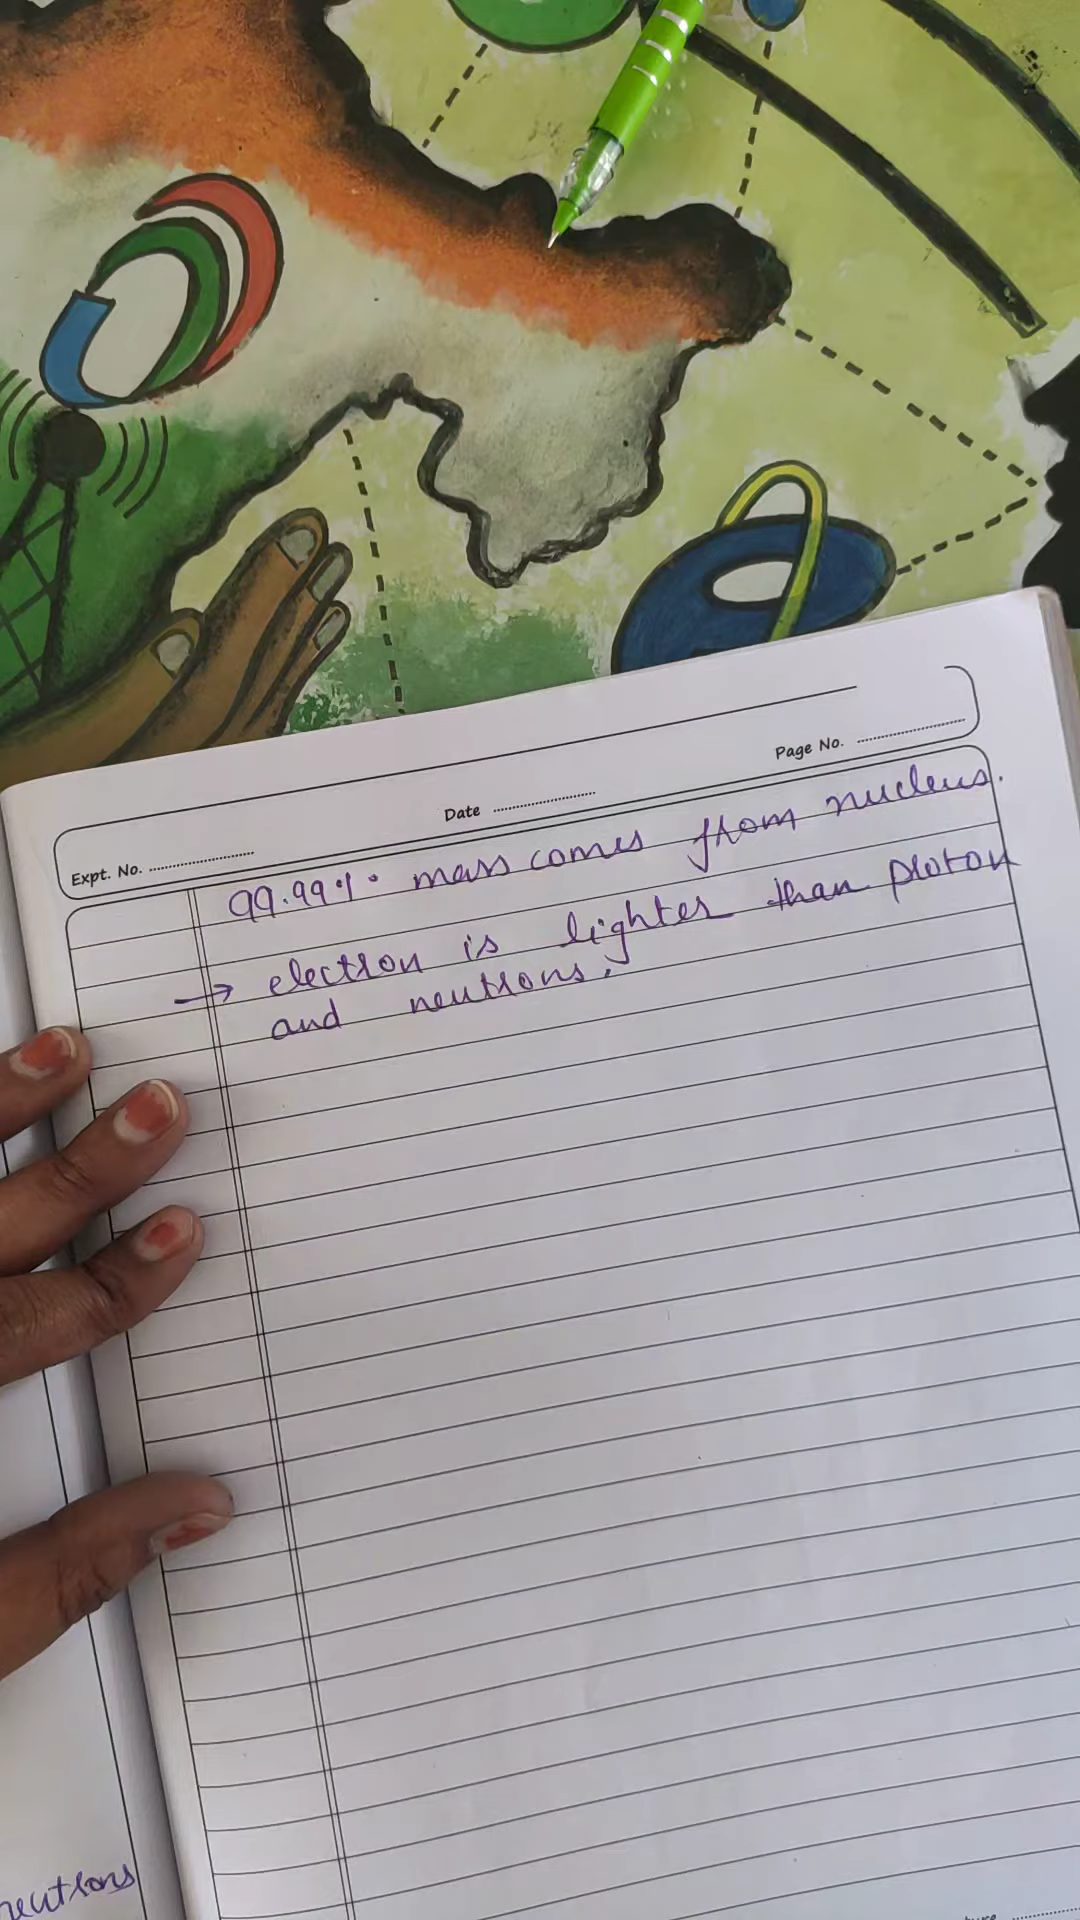 Expt. No. Date Page No.
99.99% mass comes from nucleus.
→ electron is lighter than proton
and neutrons.
neutrons